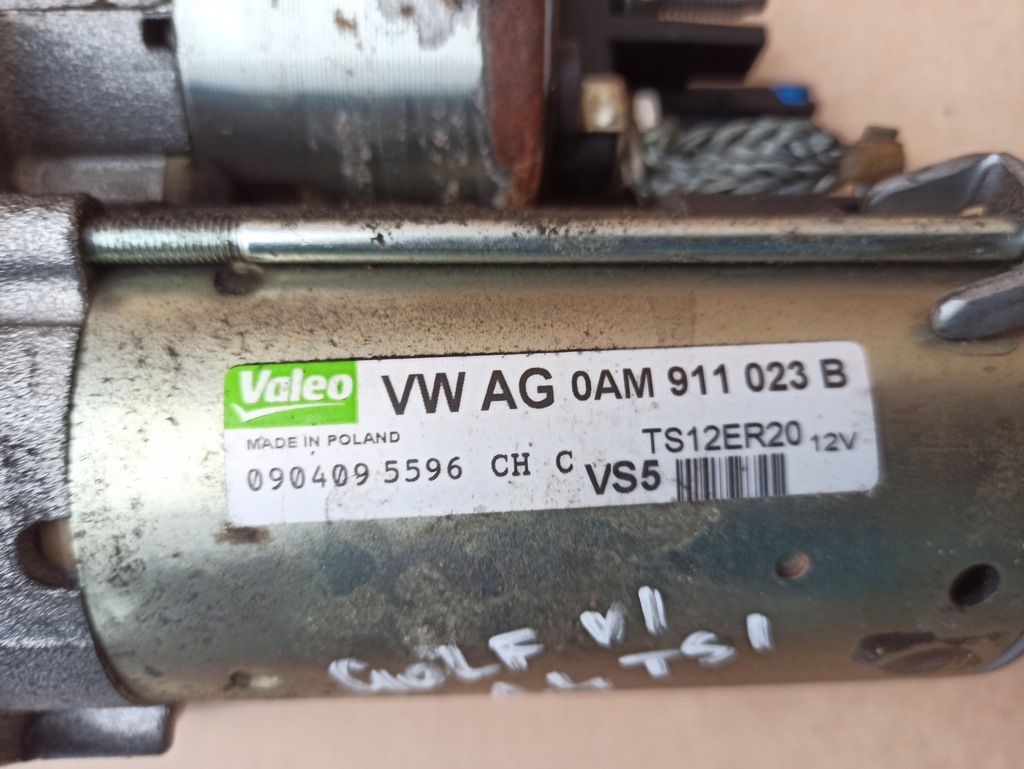 Valeo VW AG 0AM 911 023 B
MADE IN POLAND TS12ER20 12V
090409 5596 CH C VS5
GOLF VI
TSI